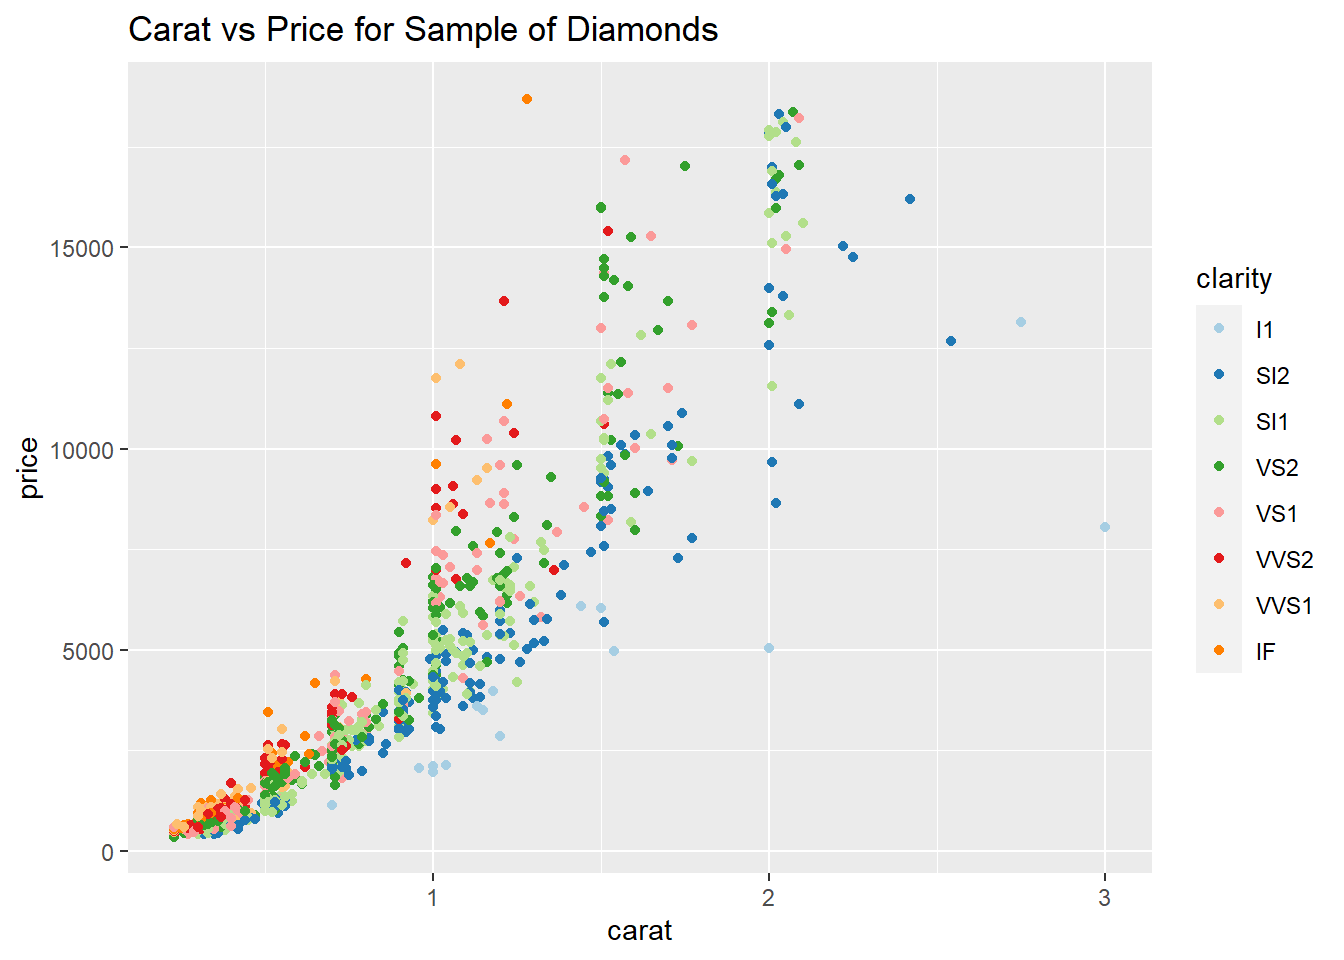 Carat vs Price for Sample of Diamonds
price
15000
10000
5000
0
1
2
3
carat
clarity
I1
SI2
SI1
VS2
VS1
VVS2
VVS1
IF